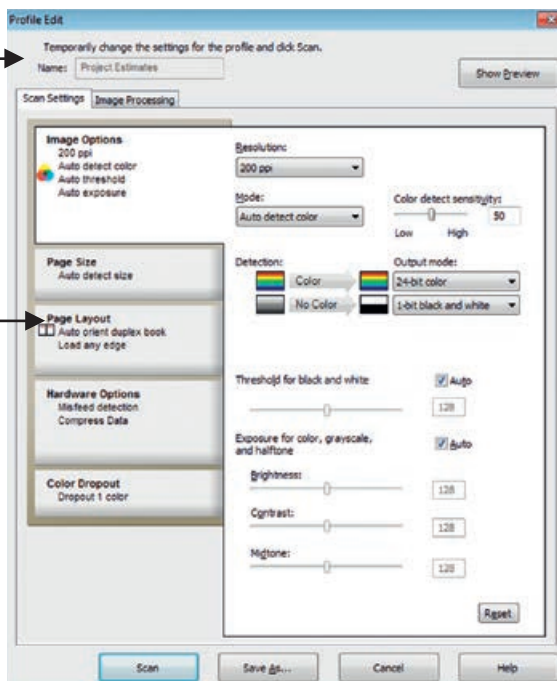 Profile Edit
Temporarily change the settings for the profile and click Scan.
Name: Project Estimates
Show Preview
Scan Settings Image Processing
Image Options
200 ppi
Auto detect color
Auto threshold
Auto exposure
Page Size
Auto detect size
Page Layout
Auto orient duplex book
Load any edge
Hardware Options
Misfeed detection
Compress Data
Color Dropout
Dropout 1 color
Resolution:
200 ppi
Mode:
Auto detect color
Color detect sensitivity:
50
Low High
Detection: Output mode:
Color 24-bit color
No Color 1-bit black and white
Threshold for black and white Auto
128
Exposure for color, grayscale, Auto
and halftone
Brightness:
128
Contrast:
128
Midtone:
128
Reset
Scan Save As... Cancel Help